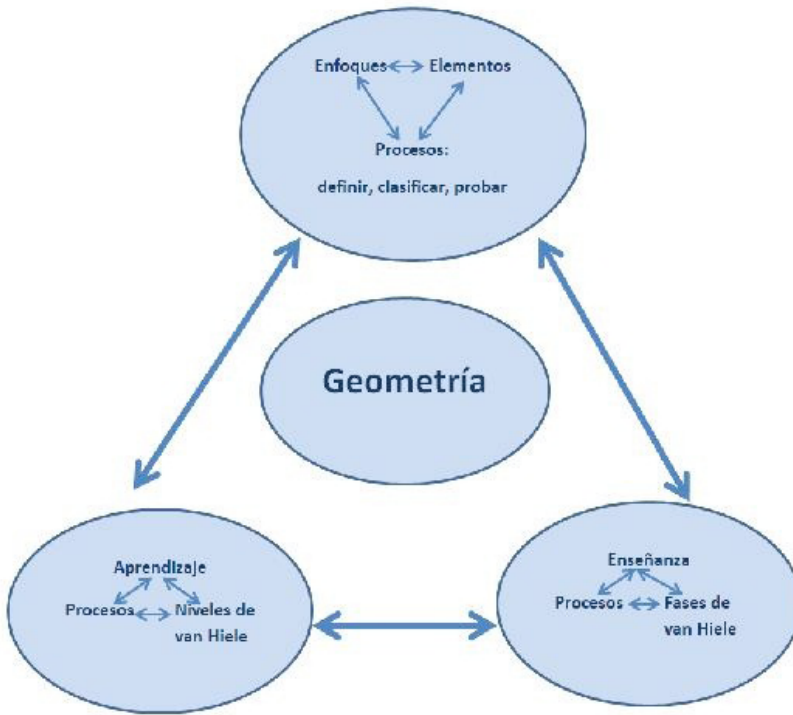 Enfoques Elementos
Procesos:
definir, clasificar, probar
Geometría
Aprendizaje
Procesos Niveles de
van Hiele
Enseñanza
Procesos Fases de
van Hiele